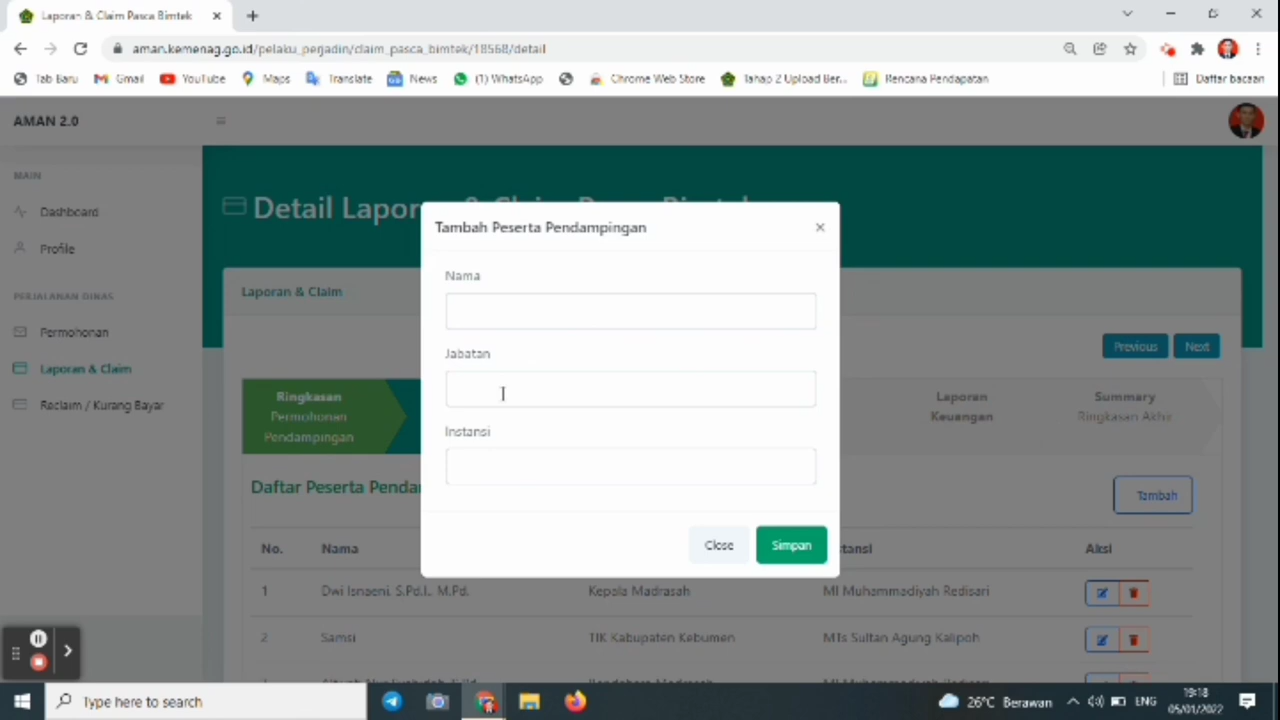 Laporan & Claim Pasca Bimtek
aman.kemenag.go.id/pelaku_perjadin/claim_pasca_bimtek/18568/detail
Tab Baru Gmail YouTube Maps Translate News (1) WhatsApp Chrome Web Store Tahap 2 Upload Ber... Rencana Pendapatan Daftar bacaan
AMAN 2.0
MAIN
Dashboard
Profile
PERJALANAN DINAS
Permohonan
Laporan & Claim
Reclaim / Kurang Bayar
Detail Lapor
Laporan & Claim
Previous Next
Ringkasan
Permohonan
Pendampingan
Laporan
Keuangan
Summary
Ringkasan Akhir
Tambah Peserta Pendampingan
Nama
Jabatan
Instansi
Close Simpan
Daftar Peserta Penda
Tambah
No. Nama stansi Aksi
1 Dwi Isnaeni, S.Pd.I., M.Pd. Kepala Madrasah MI Muhammadiyah Redisari
2 Samsi TIK Kabupaten Kebumen MTs Sultan Agung Kalipoh
Type here to search
26°C Berawan ENG
19:18
05/01/2022